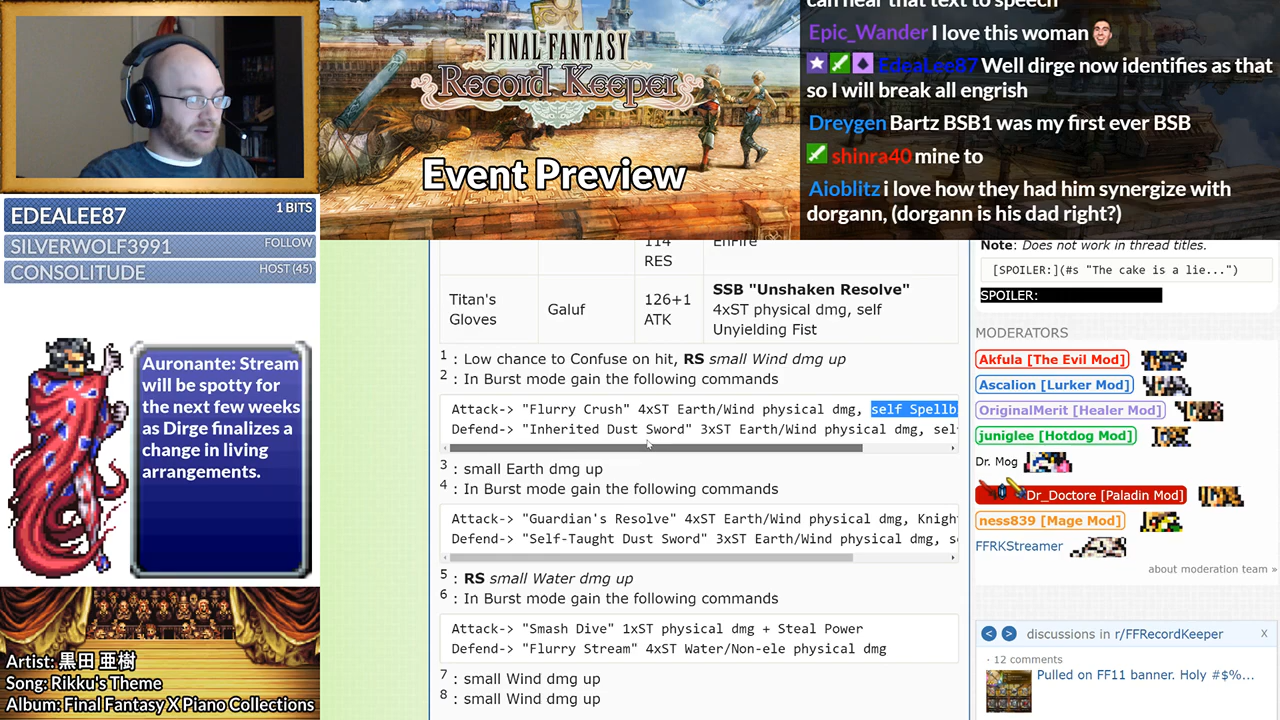 can hear that text to speech
Epic_Wander I love this woman
EdeaLee87 Well dirge now identifies as that
so I will break all engrish
Dreygen Bartz BSB1 was my first ever BSB
shinra40 mine to
Aioblitz i love how they had him synergize with
dorgann, (dorgann is his dad right?)
FINAL FANTASY
Record Keeper
Event Preview
EDEALEE87 1 BITS
SILVERWOLF3991 FOLLOW
CONSOLITUDE HOST (45)
Auronante: Stream
will be spotty for
the next few weeks
as Dirge finalizes a
change in living
arrangements.
Artist: 黒田 亜樹
Song: Rikku's Theme
Album: Final Fantasy X Piano Collections
114 EnFire
RES
Titan's
Gloves
Galuf
126+1
ATK
SSB "Unshaken Resolve"
4xST physical dmg, self
Unyielding Fist
1 : Low chance to Confuse on hit, RS small Wind dmg up
2 : In Burst mode gain the following commands
Attack-> "Flurry Crush" 4xST Earth/Wind physical dmg, self Spellb
Defend-> "Inherited Dust Sword" 3xST Earth/Wind physical dmg, sel
3 : small Earth dmg up
4 : In Burst mode gain the following commands
Attack-> "Guardian's Resolve" 4xST Earth/Wind physical dmg, Knigh
Defend-> "Self-Taught Dust Sword" 3xST Earth/Wind physical dmg, s
5 : RS small Water dmg up
6 : In Burst mode gain the following commands
Attack-> "Smash Dive" 1xST physical dmg + Steal Power
Defend-> "Flurry Stream" 4xST Water/Non-ele physical dmg
7 : small Wind dmg up
8 : small Wind dmg up
Note: Does not work in thread titles.
[SPOILER:](#s "The cake is a lie...")
SPOILER:
MODERATORS
Akfula [The Evil Mod]
Ascalion [Lurker Mod]
OriginalMerit [Healer Mod]
juniglee [Hotdog Mod]
Dr. Mog
Dr_Doctore [Paladin Mod]
ness839 [Mage Mod]
FFRKStreamer
about moderation team »
< > discussions in r/FFRecordKeeper X
· 12 comments
Pulled on FF11 banner. Holy #$%...